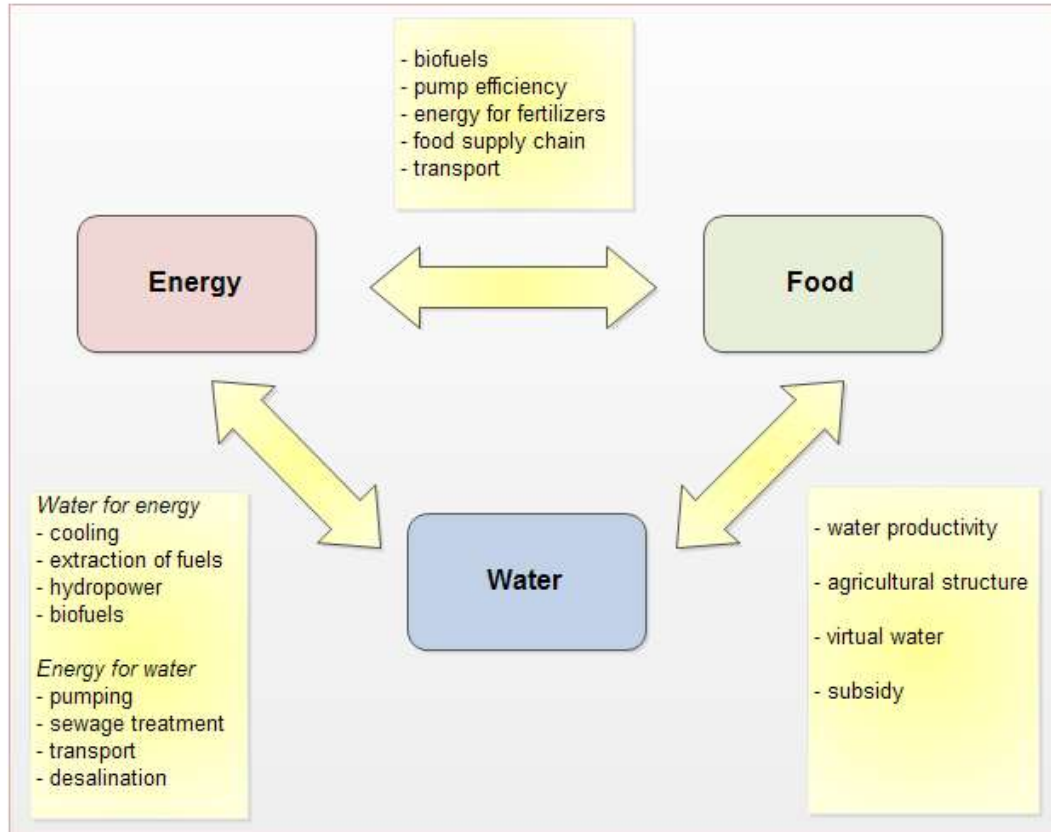 - biofuels
- pump efficiency
- energy for fertilizers
- food supply chain
- transport
Energy
Food
Water for energy
- cooling
- extraction of fuels
- hydropower
- biofuels
Energy for water
- pumping
- sewage treatment
- transport
- desalination
Water
- water productivity
- agricultural structure
- virtual water
- subsidy